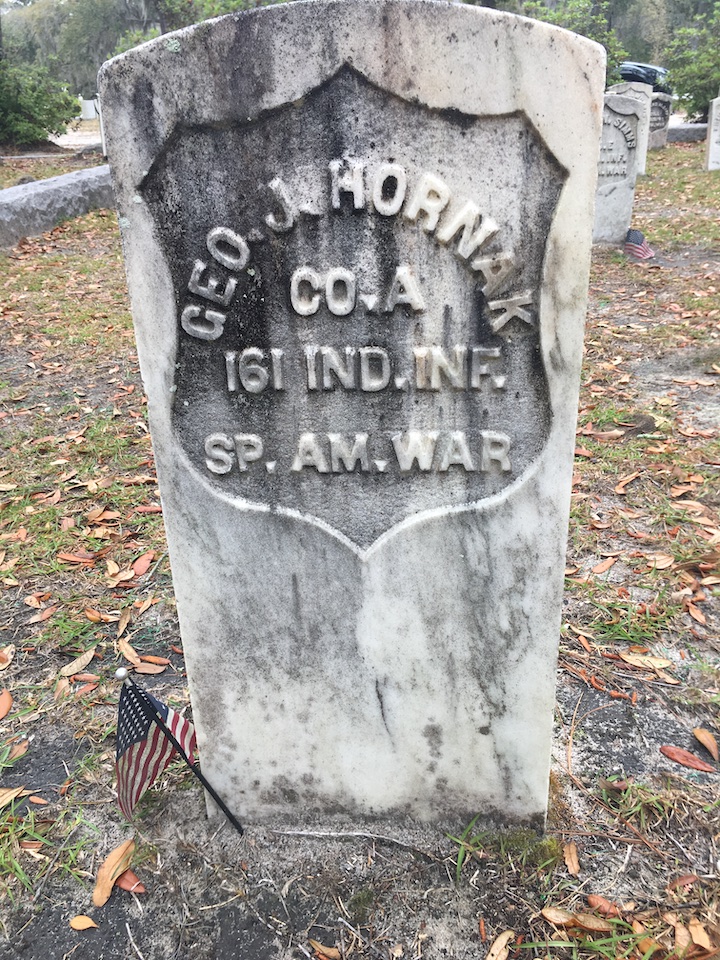 GEO. J. HORNAK
CO. A
161 IND. INF.
SP. AM. WAR